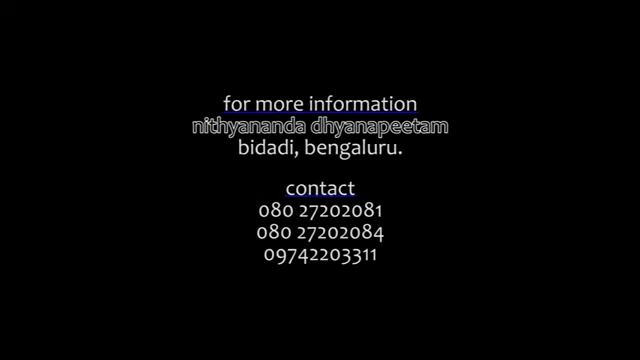 for more information
nithyananda dhyanapeetam
bidadi, bengaluru.
contact
080 27202081
080 27202084
09742203311